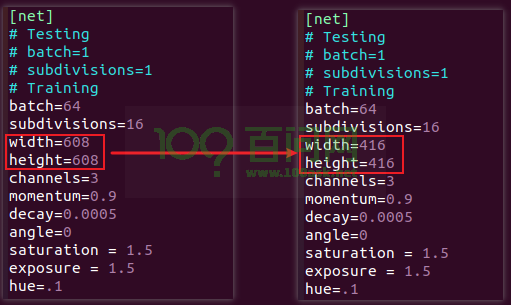 [net]
# Testing
# batch=1
# subdivisions=1
# Training
batch=64
subdivisions=16
width=608
height=608
channels=3
momentum=0.9
decay=0.0005
angle=0
saturation = 1.5
exposure = 1.5
hue=.1
[net]
# Testing
# batch=1
# subdivisions=1
# Training
batch=64
subdivisions=16
width=416
height=416
channels=3
momentum=0.9
decay=0.0005
angle=0
saturation = 1.5
exposure = 1.5
hue=.1
百问网